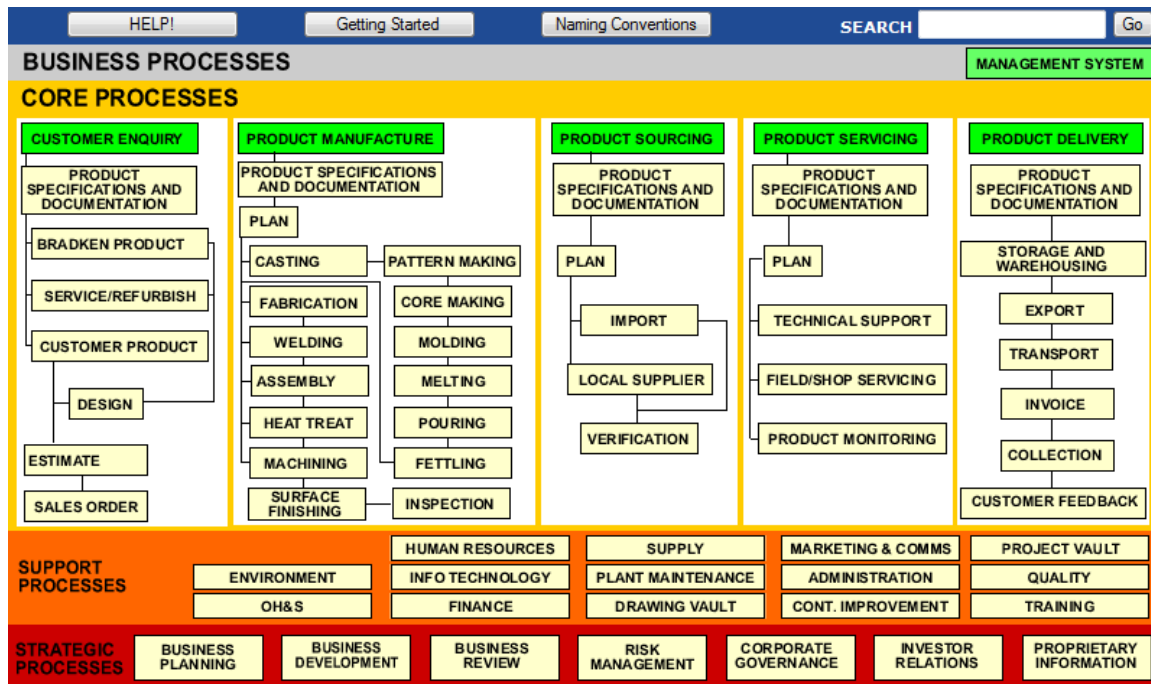 HELP!
Getting Started
Naming Conventions
SEARCH
Go
BUSINESS PROCESSES
MANAGEMENT SYSTEM
CORE PROCESSES
CUSTOMER ENQUIRY
PRODUCT
SPECIFICATIONS AND
DOCUMENTATION
BRADKEN PRODUCT
SERVICE/REFURBISH
CUSTOMER PRODUCT
DESIGN
ESTIMATE
SALES ORDER
PRODUCT MANUFACTURE
PRODUCT SPECIFICATIONS
AND DOCUMENTATION
PLAN
CASTING
FABRICATION
WELDING
ASSEMBLY
HEAT TREAT
MACHINING
SURFACE
FINISHING
PATTERN MAKING
CORE MAKING
MOLDING
MELTING
POURING
FETTLING
INSPECTION
PRODUCT SOURCING
PRODUCT
SPECIFICATIONS AND
DOCUMENTATION
PLAN
IMPORT
LOCAL SUPPLIER
VERIFICATION
PRODUCT SERVICING
PRODUCT
SPECIFICATIONS AND
DOCUMENTATION
PLAN
TECHNICAL SUPPORT
FIELD/SHOP SERVICING
PRODUCT MONITORING
PRODUCT DELIVERY
PRODUCT
SPECIFICATIONS AND
DOCUMENTATION
STORAGE AND
WAREHOUSING
EXPORT
TRANSPORT
INVOICE
COLLECTION
CUSTOMER FEEDBACK
SUPPORT
PROCESSES
HUMAN RESOURCES
SUPPLY
MARKETING & COMMS
PROJECT VAULT
ENVIRONMENT
INFO TECHNOLOGY
PLANT MAINTENANCE
ADMINISTRATION
QUALITY
OH&S
FINANCE
DRAWING VAULT
CONT. IMPROVEMENT
TRAINING
STRATEGIC
PROCESSES
BUSINESS
PLANNING
BUSINESS
DEVELOPMENT
BUSINESS
REVIEW
RISK
MANAGEMENT
CORPORATE
GOVERNANCE
INVESTOR
RELATIONS
PROPRIETARY
INFORMATION